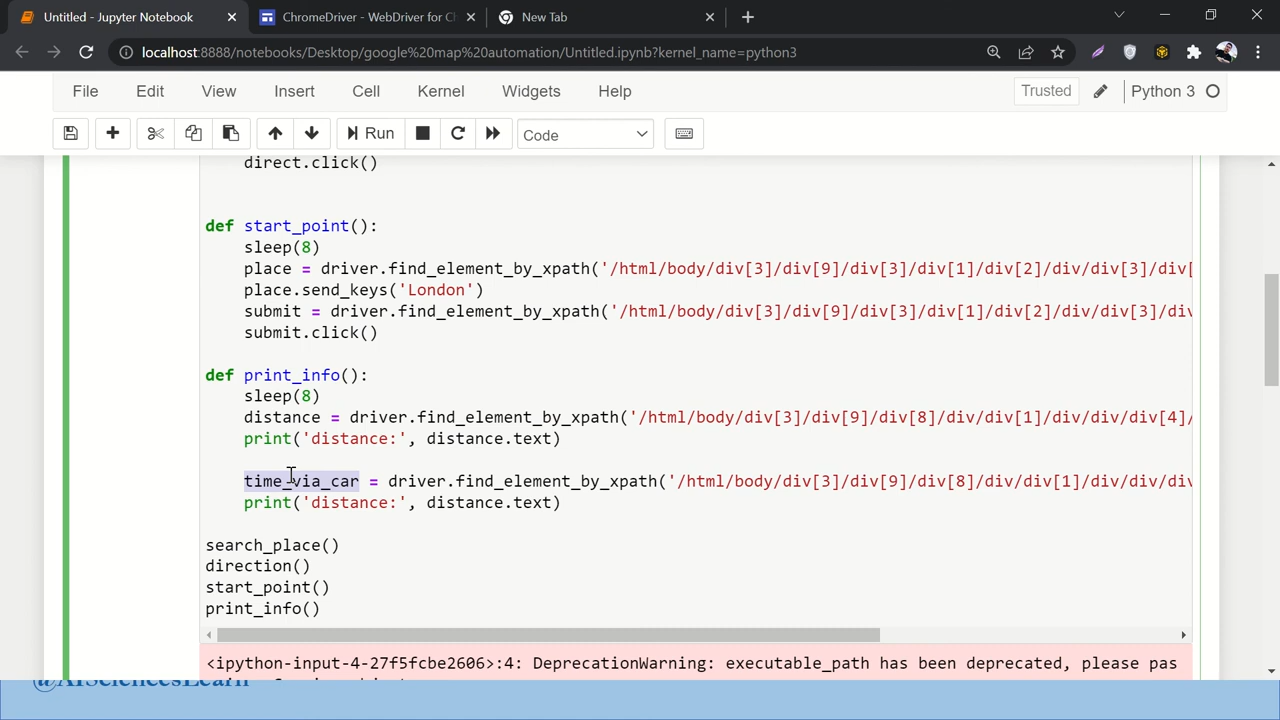 Untitled - Jupyter Notebook
ChromeDriver - WebDriver for Ch
New Tab
localhost:8888/notebooks/Desktop/google%20map%20automation/Untitled.ipynb?kernel_name=python3
File Edit View Insert Cell Kernel Widgets Help
Trusted
Python 3
Run
Code
direct.click()
def start_point():
sleep(8)
place = driver.find_element_by_xpath('/html/body/div[3]/div[9]/div[3]/div[1]/div[2]/div/div[3]/div[
place.send_keys('London')
submit = driver.find_element_by_xpath('/html/body/div[3]/div[9]/div[3]/div[1]/div[2]/div/div[3]/div
submit.click()
def print_info():
sleep(8)
distance = driver.find_element_by_xpath('/html/body/div[3]/div[9]/div[8]/div/div[1]/div/div/div[4]/
print('distance:', distance.text)
time_via_car = driver.find_element_by_xpath('/html/body/div[3]/div[9]/div[8]/div/div[1]/div/div/div
print('distance:', distance.text)
search_place()
direction()
start_point()
print_info()
<ipython-input-4-27f5fcbe2606>:4: DeprecationWarning: executable_path has been deprecated, please pas
@AISciencesLearn